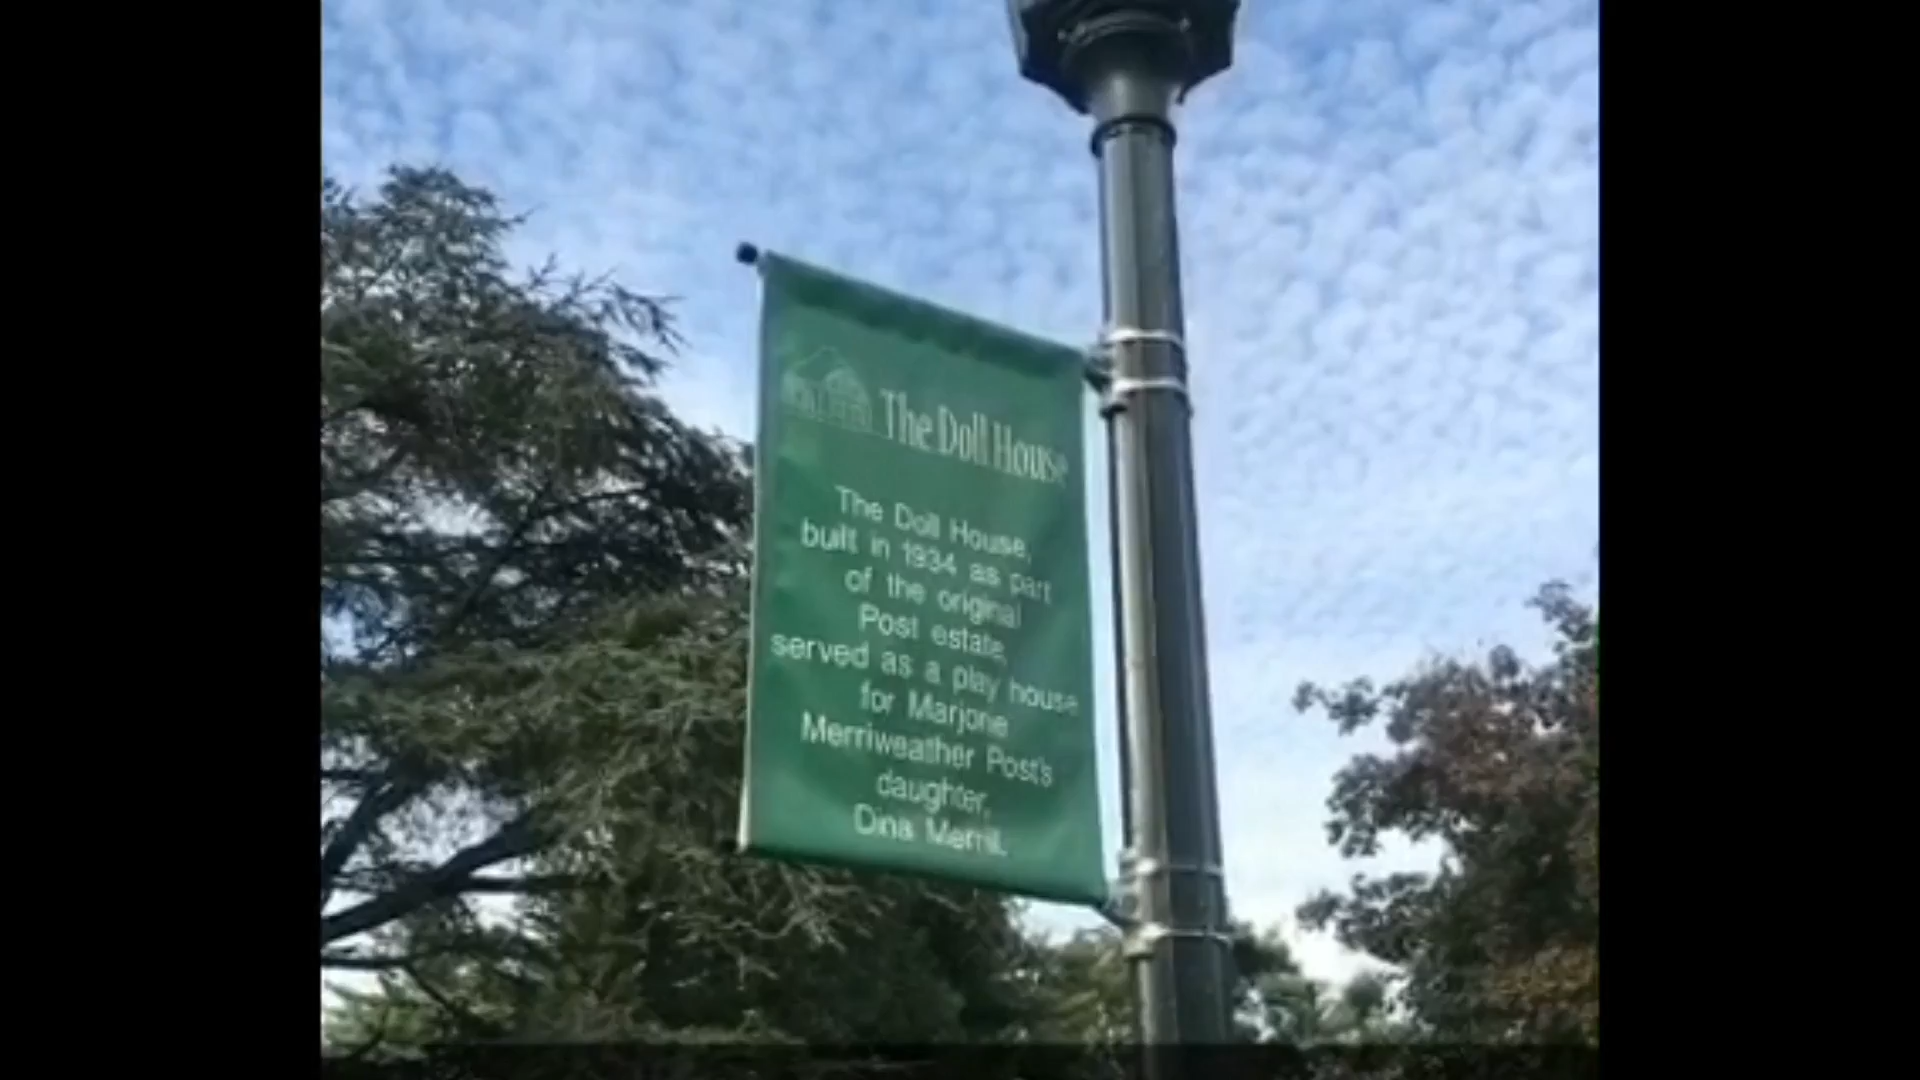 The Doll House
The Doll House,
built in 1934 as part
of the original
Post estate,
served as a play house
for Marjorie
Merriweather Post's
daughter,
Dina Merrill.